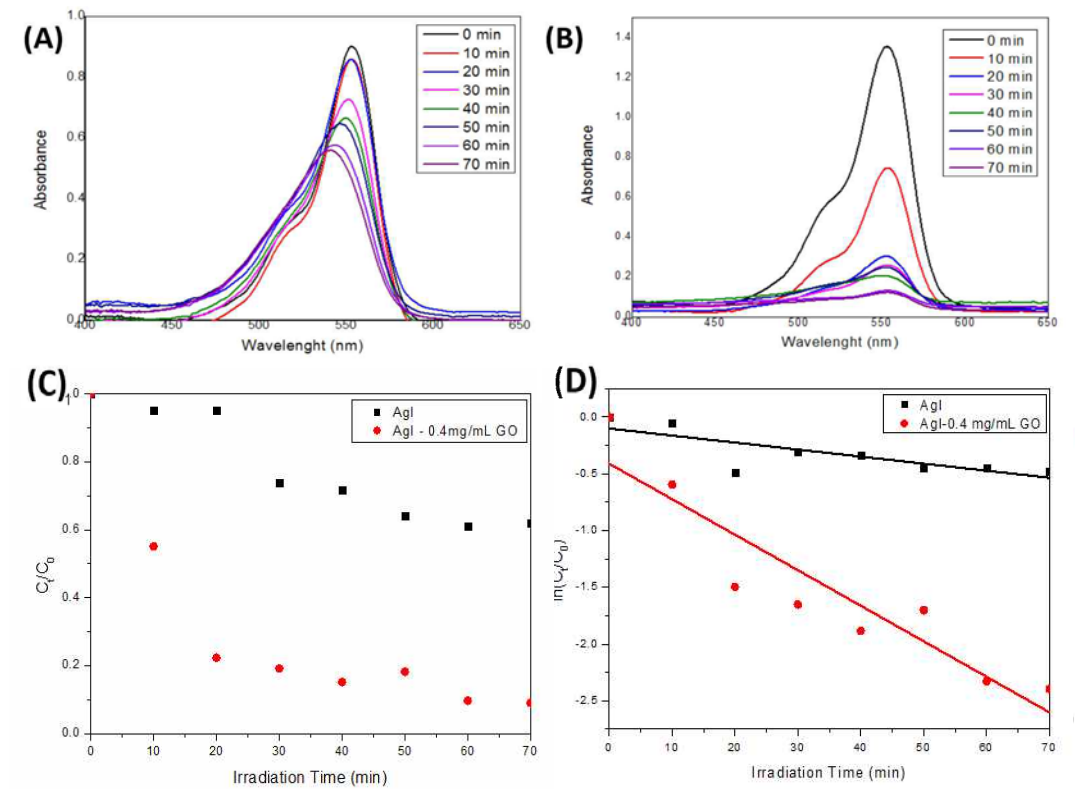 (A)
1.0
0.8
0.6
0.4
0.2
0.0
Absorbance
400
450
500
550
600
650
Wavelenght (nm)
0 min
10 min
20 min
30 min
40 min
50 min
60 min
70 min
(B)
1.4
1.2
1.0
0.8
0.6
0.4
0.2
0.0
Absorbance
400
450
500
550
600
650
Wavelenght (nm)
0 min
10 min
20 min
30 min
40 min
50 min
60 min
70 min
(C)
1.0
0.8
0.6
0.4
0.2
0.0
Ct/C0
0
10
20
30
40
50
60
70
Irradiation Time (min)
AgI
AgI - 0.4mg/mL GO
(D)
0.0
-0.5
-1.0
-1.5
-2.0
-2.5
ln(Ct/C0)
0
10
20
30
40
50
60
70
Irradiation Time (min)
AgI
AgI-0.4 mg/mL GO